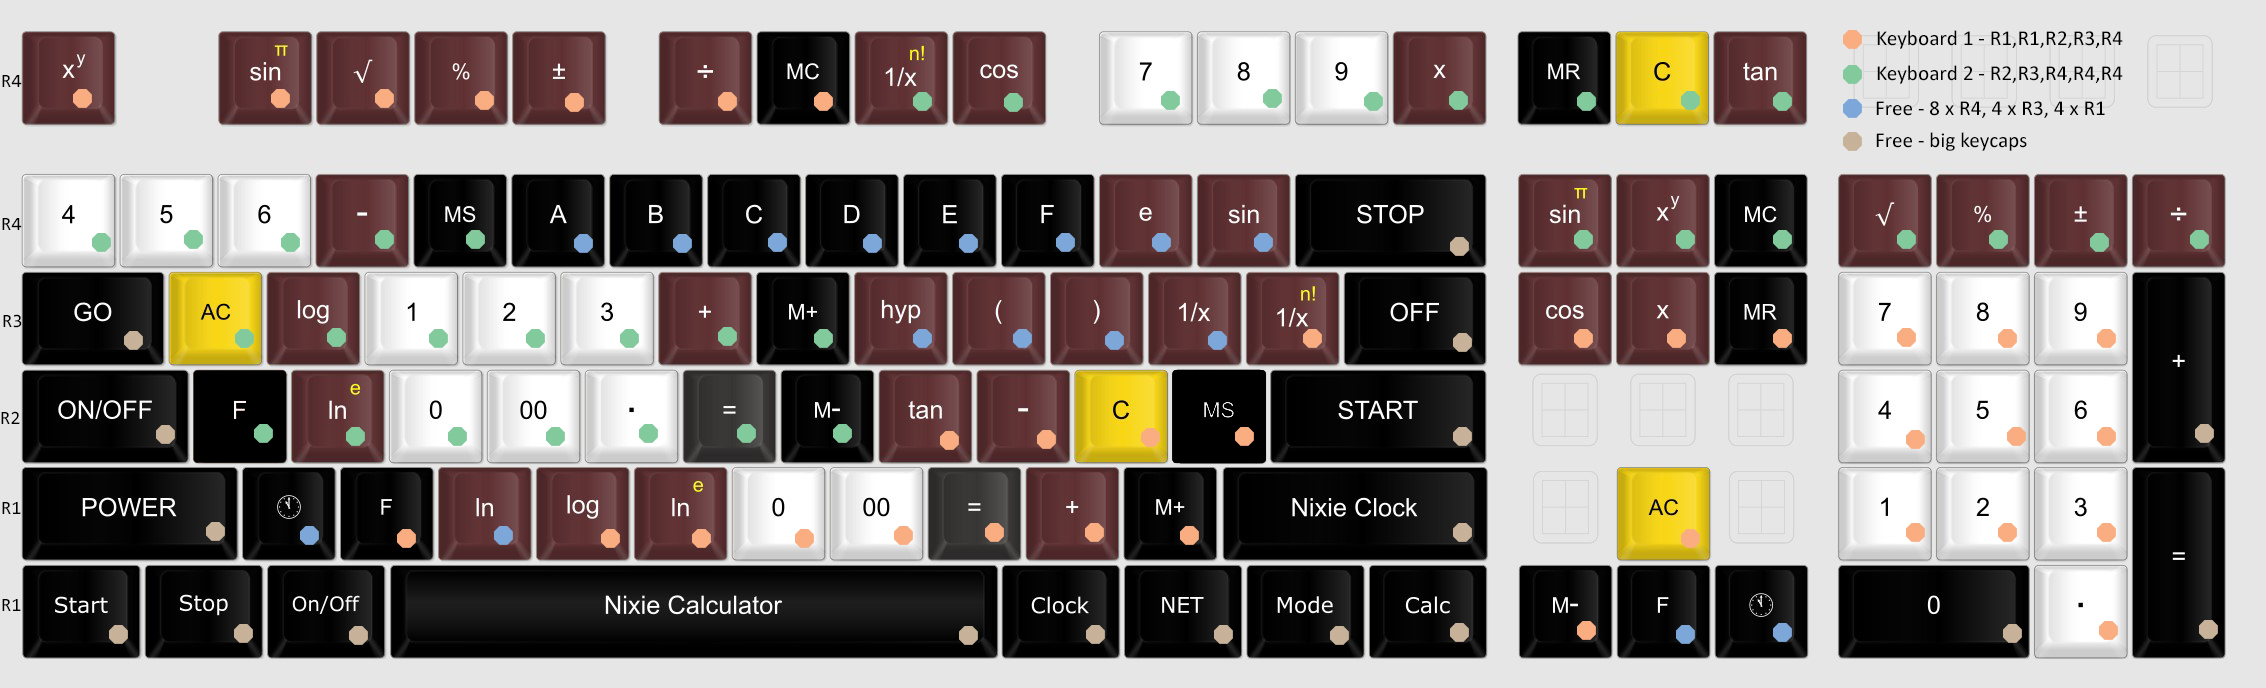 R4 x^y π sin √ % ± ÷ MC n! 1/x cos 7 8 9 x MR C tan
Keyboard 1 - R1,R1,R2,R3,R4
Keyboard 2 - R2,R3,R4,R4,R4
Free - 8 x R4, 4 x R3, 4 x R1
Free - big keycaps
R4 4 5 6 - MS A B C D E F e sin STOP π sin x^y MC √ % ± ÷
R3 GO AC log 1 2 3 + M+ hyp ( ) 1/x n! 1/x OFF cos x MR 7 8 9 +
R2 ON/OFF F e ln 0 00 . = M- tan - C MS START 4 5 6
R1 POWER F ln log e ln 0 00 = + M+ Nixie Clock AC 1 2 3 =
R1 Start Stop On/Off Nixie Calculator Clock NET Mode Calc M- F 0 .